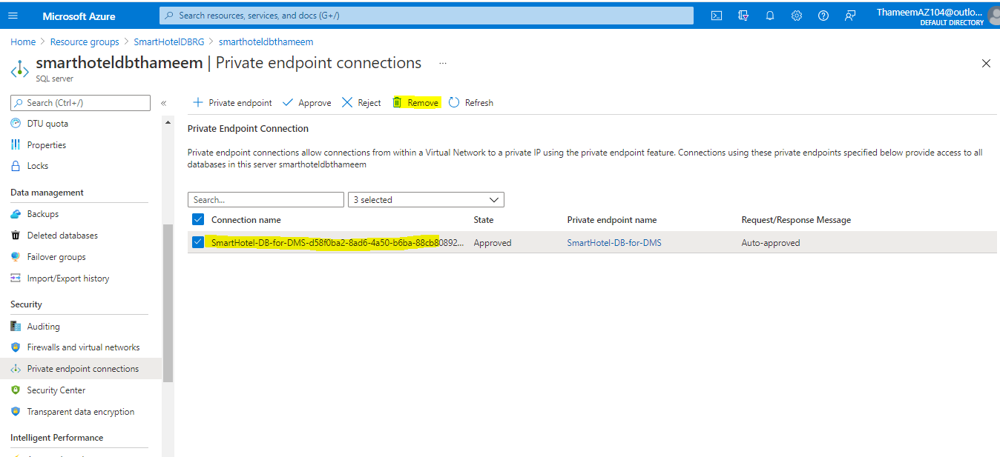 Microsoft Azure
Search resources, services, and docs (G+/)
ThameemAZ104@outlo...
DEFAULT DIRECTORY
Home > Resource groups > SmartHotelDBRG > smarthoteldbthameem
smarthoteldbthameem | Private endpoint connections ...
SQL server
Search (Ctrl+/)
«
DTU quota
Properties
Locks
Data management
Backups
Deleted databases
Failover groups
Import/Export history
Security
Auditing
Firewalls and virtual networks
Private endpoint connections
Security Center
Transparent data encryption
Intelligent Performance
Private endpoint Approve Reject Remove Refresh
Private Endpoint Connection
Private endpoint connections allow connections from within a Virtual Network to a private IP using the private endpoint feature. Connections using these private endpoints specified below provide access to all
databases in this server smarthoteldbthameem
Search... 3 selected
Connection name State Private endpoint name Request/Response Message
SmartHotel-DB-for-DMS-d58f0ba2-8ad6-4a50-b6ba-88cb80892... Approved SmartHotel-DB-for-DMS Auto-approved